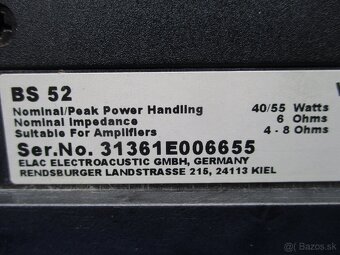 BS 52
Nominal/Peak Power Handling 40/55 Watts
Nominal Impedance 6 Ohms
Suitable For Amplifiers 4 - 8 Ohms
Ser.No. 31361E006655
ELAC ELECTROACUSTIC GMBH, GERMANY
RENDSBURGER LANDSTRASSE 215, 24113 KIEL
bazos.sk